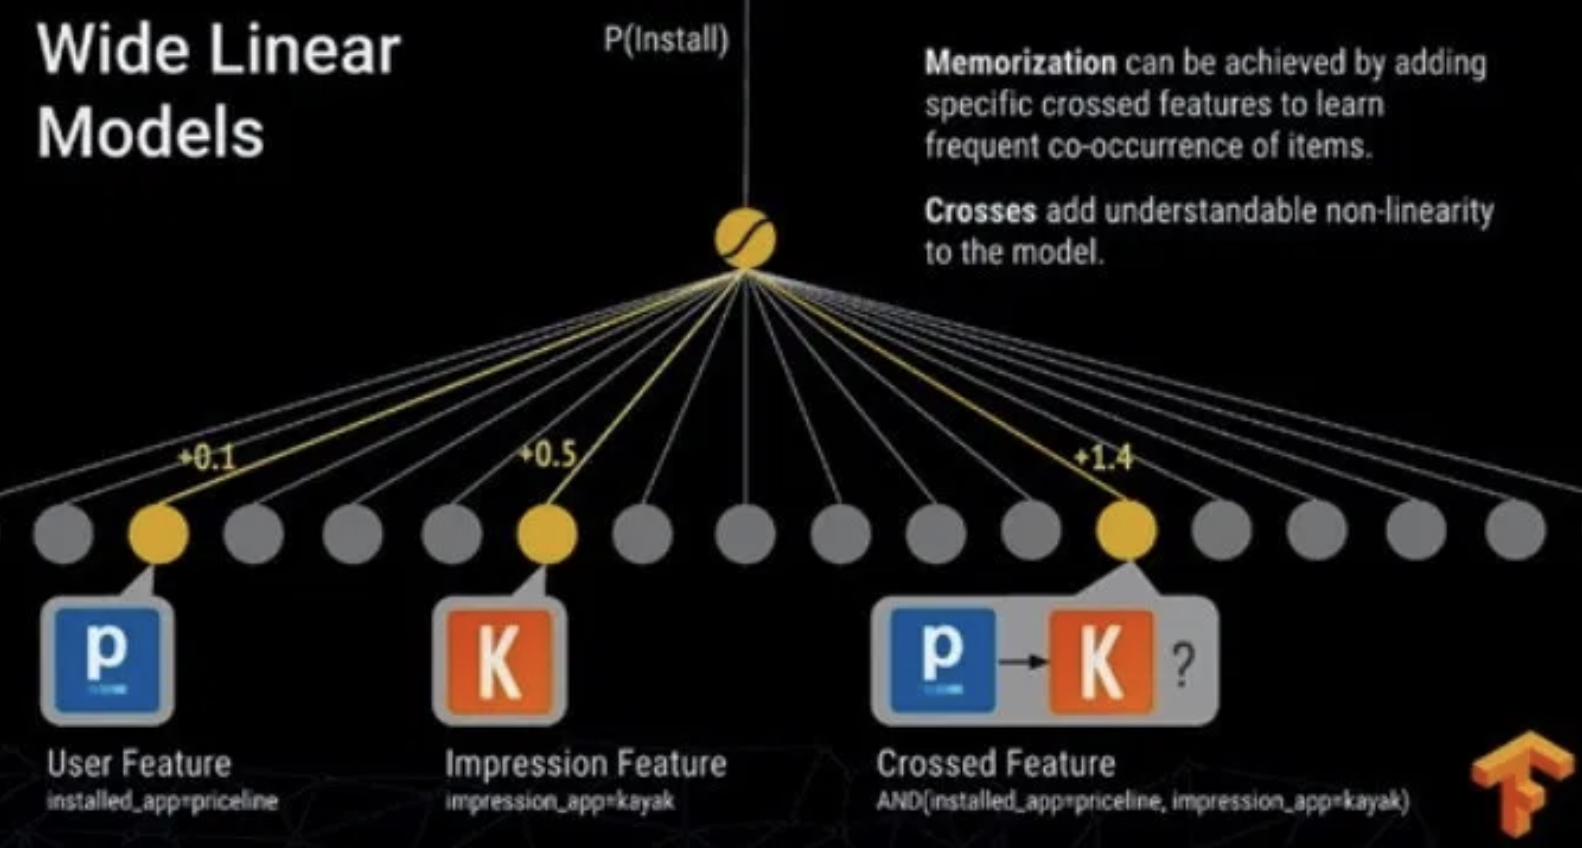 Wide Linear
Models
P(Install)
Memorization can be achieved by adding
specific crossed features to learn
frequent co-occurrence of items.
Crosses add understandable non-linearity
to the model.
+0.1
+0.5
+1.4
p
K
p
K
?
User Feature
installed_app=priceline
Impression Feature
impression_app=kayak
Crossed Feature
AND(installed_app=priceline, impression_app=kayak)